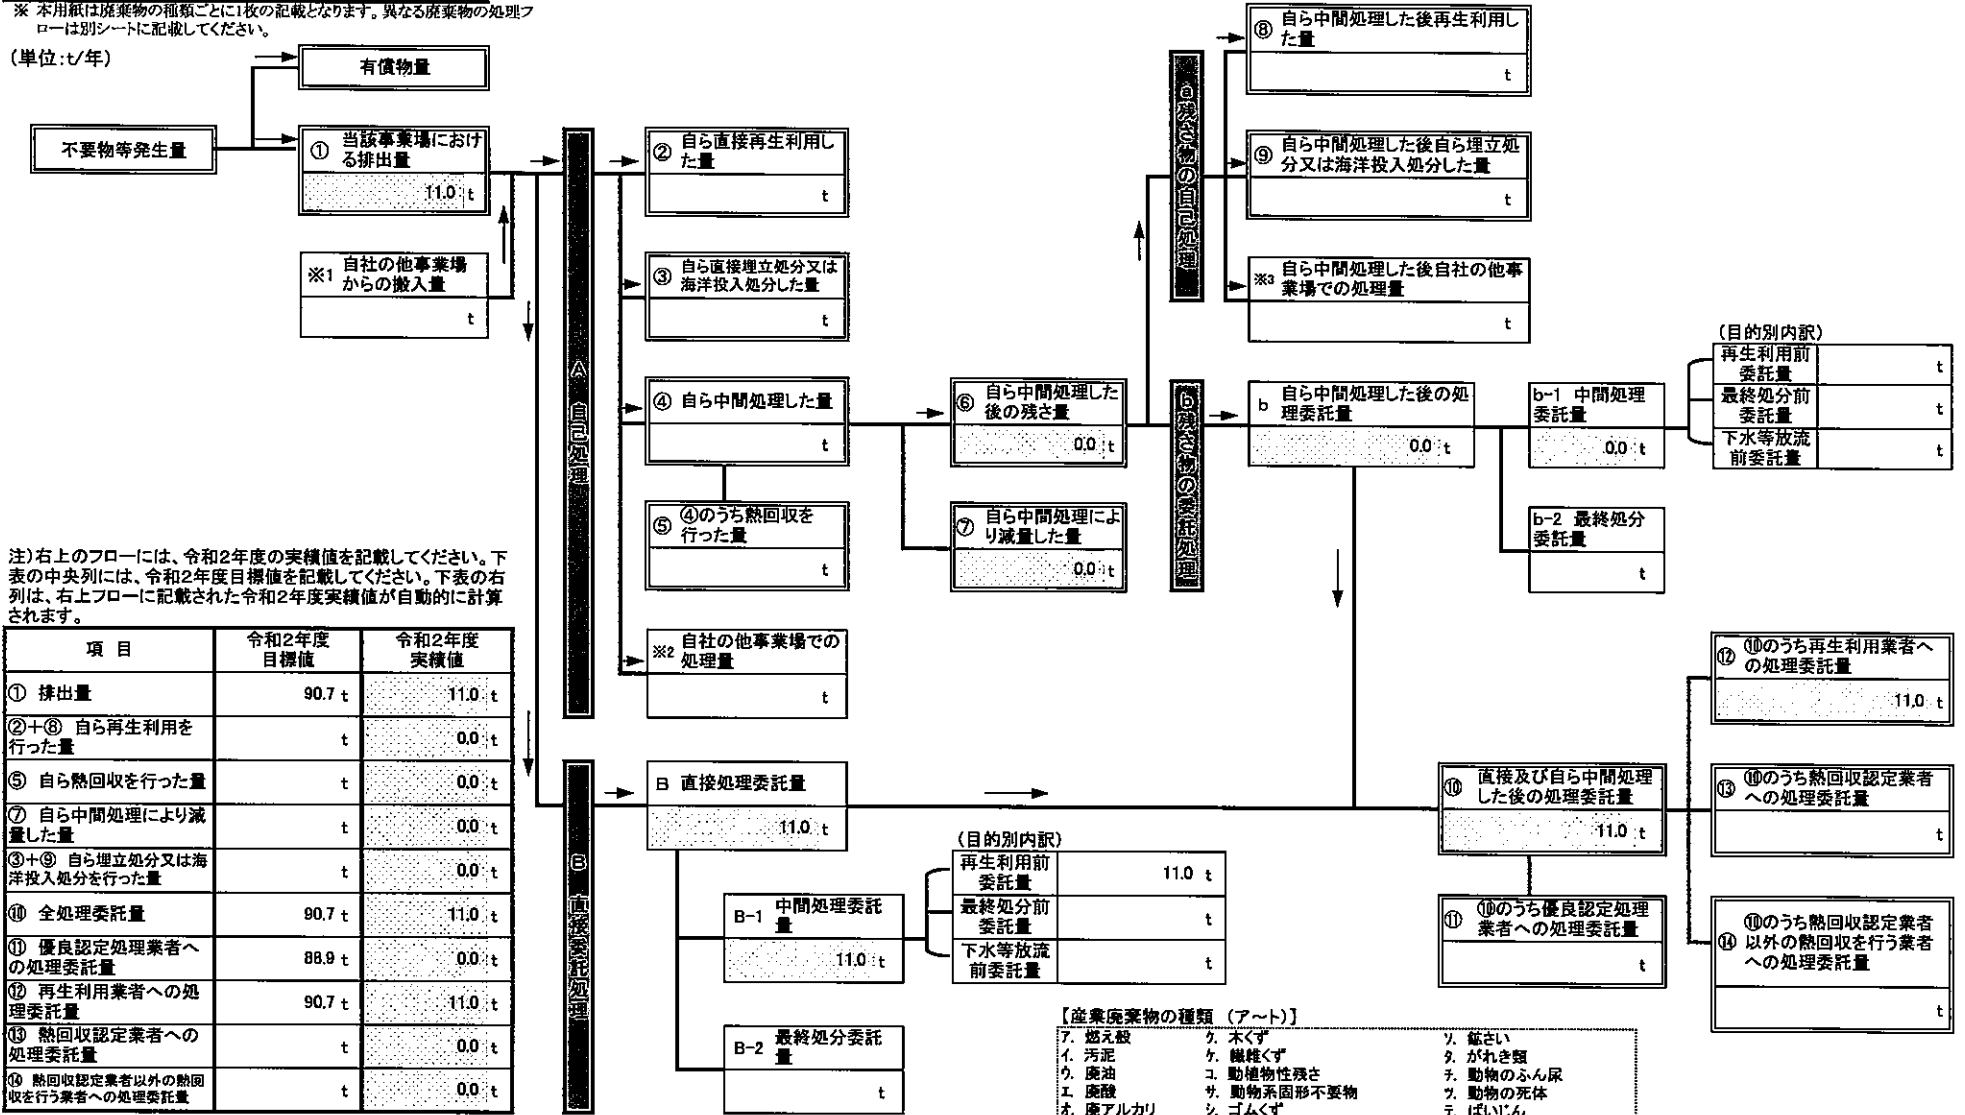 ※ 本用紙は廃棄物の種類ごとに1枚の記載となります。異なる廃棄物の処理フ
ローは別シートに記載してください。
(単位:t/年)
有償物量
不要物等発生量
① 当該事業場におけ
る排出量
11.0 t
※1 自社の他事業場
からの搬入量
t
A 自己処理
② 自ら直接再生利用し
た量
t
③ 自ら直接埋立処分又は
海洋投入処分した量
t
④ 自ら中間処理した量
t
⑤ ④のうち熱回収を
行った量
t
※2 自社の他事業場での
処理量
t
⑥ 自ら中間処理した
後の残さ量
0.0 t
⑦ 自ら中間処理によ
り減量した量
0.0 t
a 残さ物の自己処理
⑧ 自ら中間処理した後再生利用し
た量
t
⑨ 自ら中間処理した後自ら埋立処
分又は海洋投入処分した量
t
※3 自ら中間処理した後自社の他事
業場での処理量
t
b 残さ物の委託処理
b 自ら中間処理した後の処
理委託量
0.0 t
b-1 中間処理
委託量
0.0 t
(目的別内訳)
再生利用前
委託量
t
最終処分前
委託量
t
下水等放流
前委託量
t
b-2 最終処分
委託量
t
注)右上のフローには、令和2年度の実績値を記載してください。下
表の中央列には、令和2年度目標値を記載してください。下表の右
列は、右上フローに記載された令和2年度実績値が自動的に計算
されます。
項 目 令和2年度 令和2年度
目標値 実績値
① 排出量 90.7 t 11.0 t
②+⑧ 自ら再生利用を
行った量 t 0.0 t
⑤ 自ら熱回収を行った量 t 0.0 t
⑦ 自ら中間処理により減
量した量 t 0.0 t
③+⑨ 自ら埋立処分又は海
洋投入処分を行った量 t 0.0 t
⑩ 全処理委託量 90.7 t 11.0 t
⑪ 優良認定処理業者へ
の処理委託量 88.9 t 0.0 t
⑫ 再生利用業者への処
理委託量 90.7 t 11.0 t
⑬ 熱回収認定業者への
処理委託量 t 0.0 t
⑭ 熱回収認定業者以外の熱回
収を行う業者への処理委託量 t 0.0 t
B 直接委託処理
B 直接処理委託量
11.0 t
B-1 中間処理委託
量
11.0 t
(目的別内訳)
再生利用前
委託量
11.0 t
最終処分前
委託量
t
下水等放流
前委託量
t
B-2 最終処分委託
量
t
⑩ 直接及び自ら中間処理
した後の処理委託量
11.0 t
⑪ ⑩のうち優良認定処理
業者への処理委託量
t
⑫ ⑩のうち再生利用業者へ
の処理委託量
11.0 t
⑬ ⑩のうち熱回収認定業者
への処理委託量
t
⑭ ⑩のうち熱回収認定業者
以外の熱回収を行う業者
への処理委託量
t
【産業廃棄物の種類 (ア~ト)】
ア. 燃え殻 ク. 木くず ソ. 鉱さい
イ. 汚泥 ケ. 繊維くず タ. がれき類
ウ. 廃油 コ. 動植物性残さ チ. 動物のふん尿
エ. 廃酸 サ. 動物系固形不要物 ツ. 動物の死体
オ. 廃アルカリ シ. ゴムくず テ. ばいじん